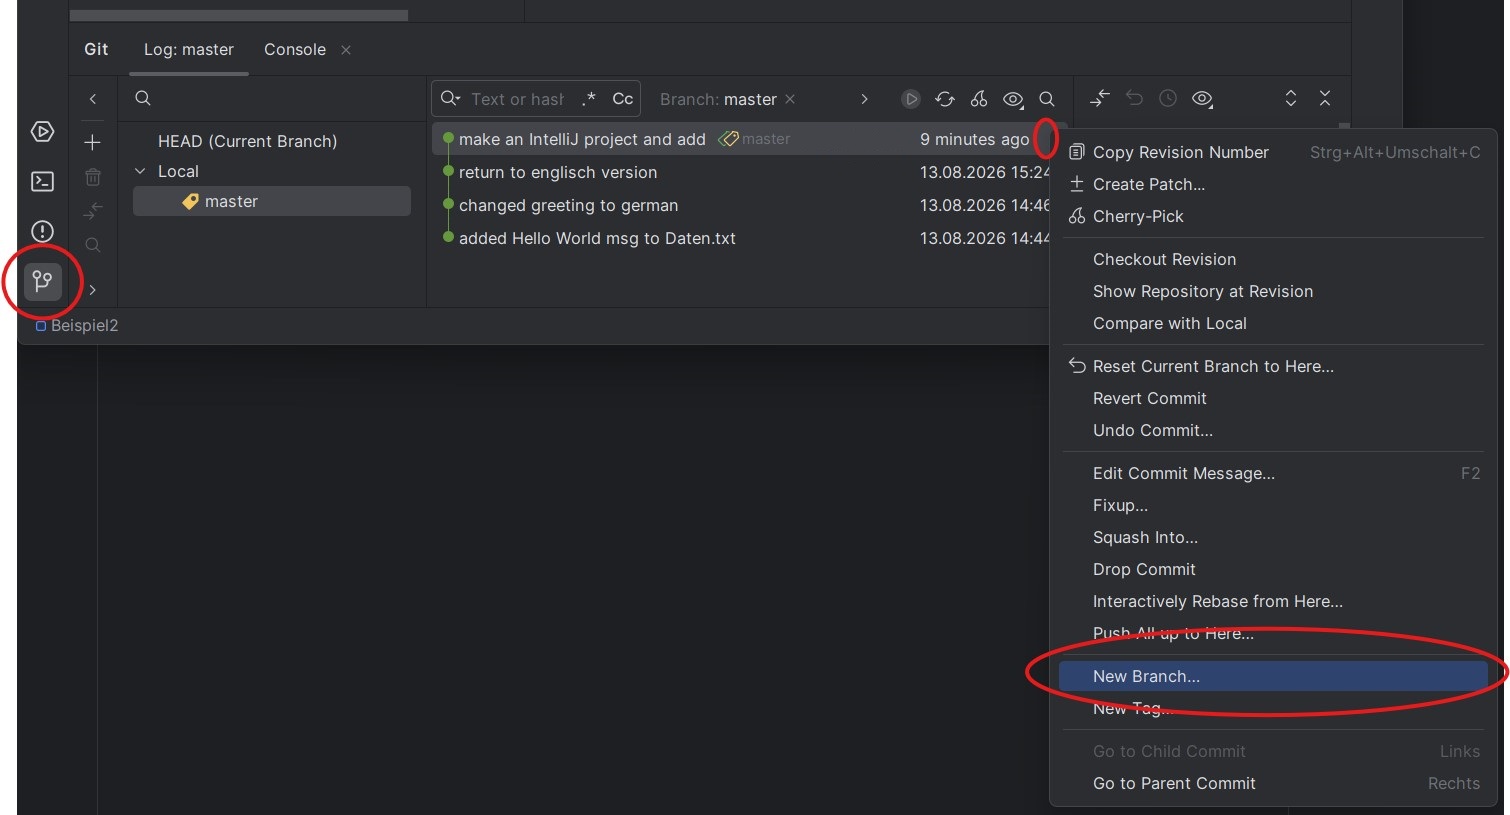 Git Log: master Console
Text or hash .* Cc Branch: master
HEAD (Current Branch)
Local
master
make an IntelliJ project and add master 9 minutes ago
return to englisch version 13.08.2026 15:24
changed greeting to german 13.08.2026 14:46
added Hello World msg to Daten.txt 13.08.2026 14:44
Beispiel2
Copy Revision Number Strg+Alt+Umschalt+C
Create Patch...
Cherry-Pick
Checkout Revision
Show Repository at Revision
Compare with Local
Reset Current Branch to Here...
Revert Commit
Undo Commit...
Edit Commit Message... F2
Fixup...
Squash Into...
Drop Commit
Interactively Rebase from Here...
Push All up to Here...
New Branch...
New Tag...
Go to Child Commit Links
Go to Parent Commit Rechts